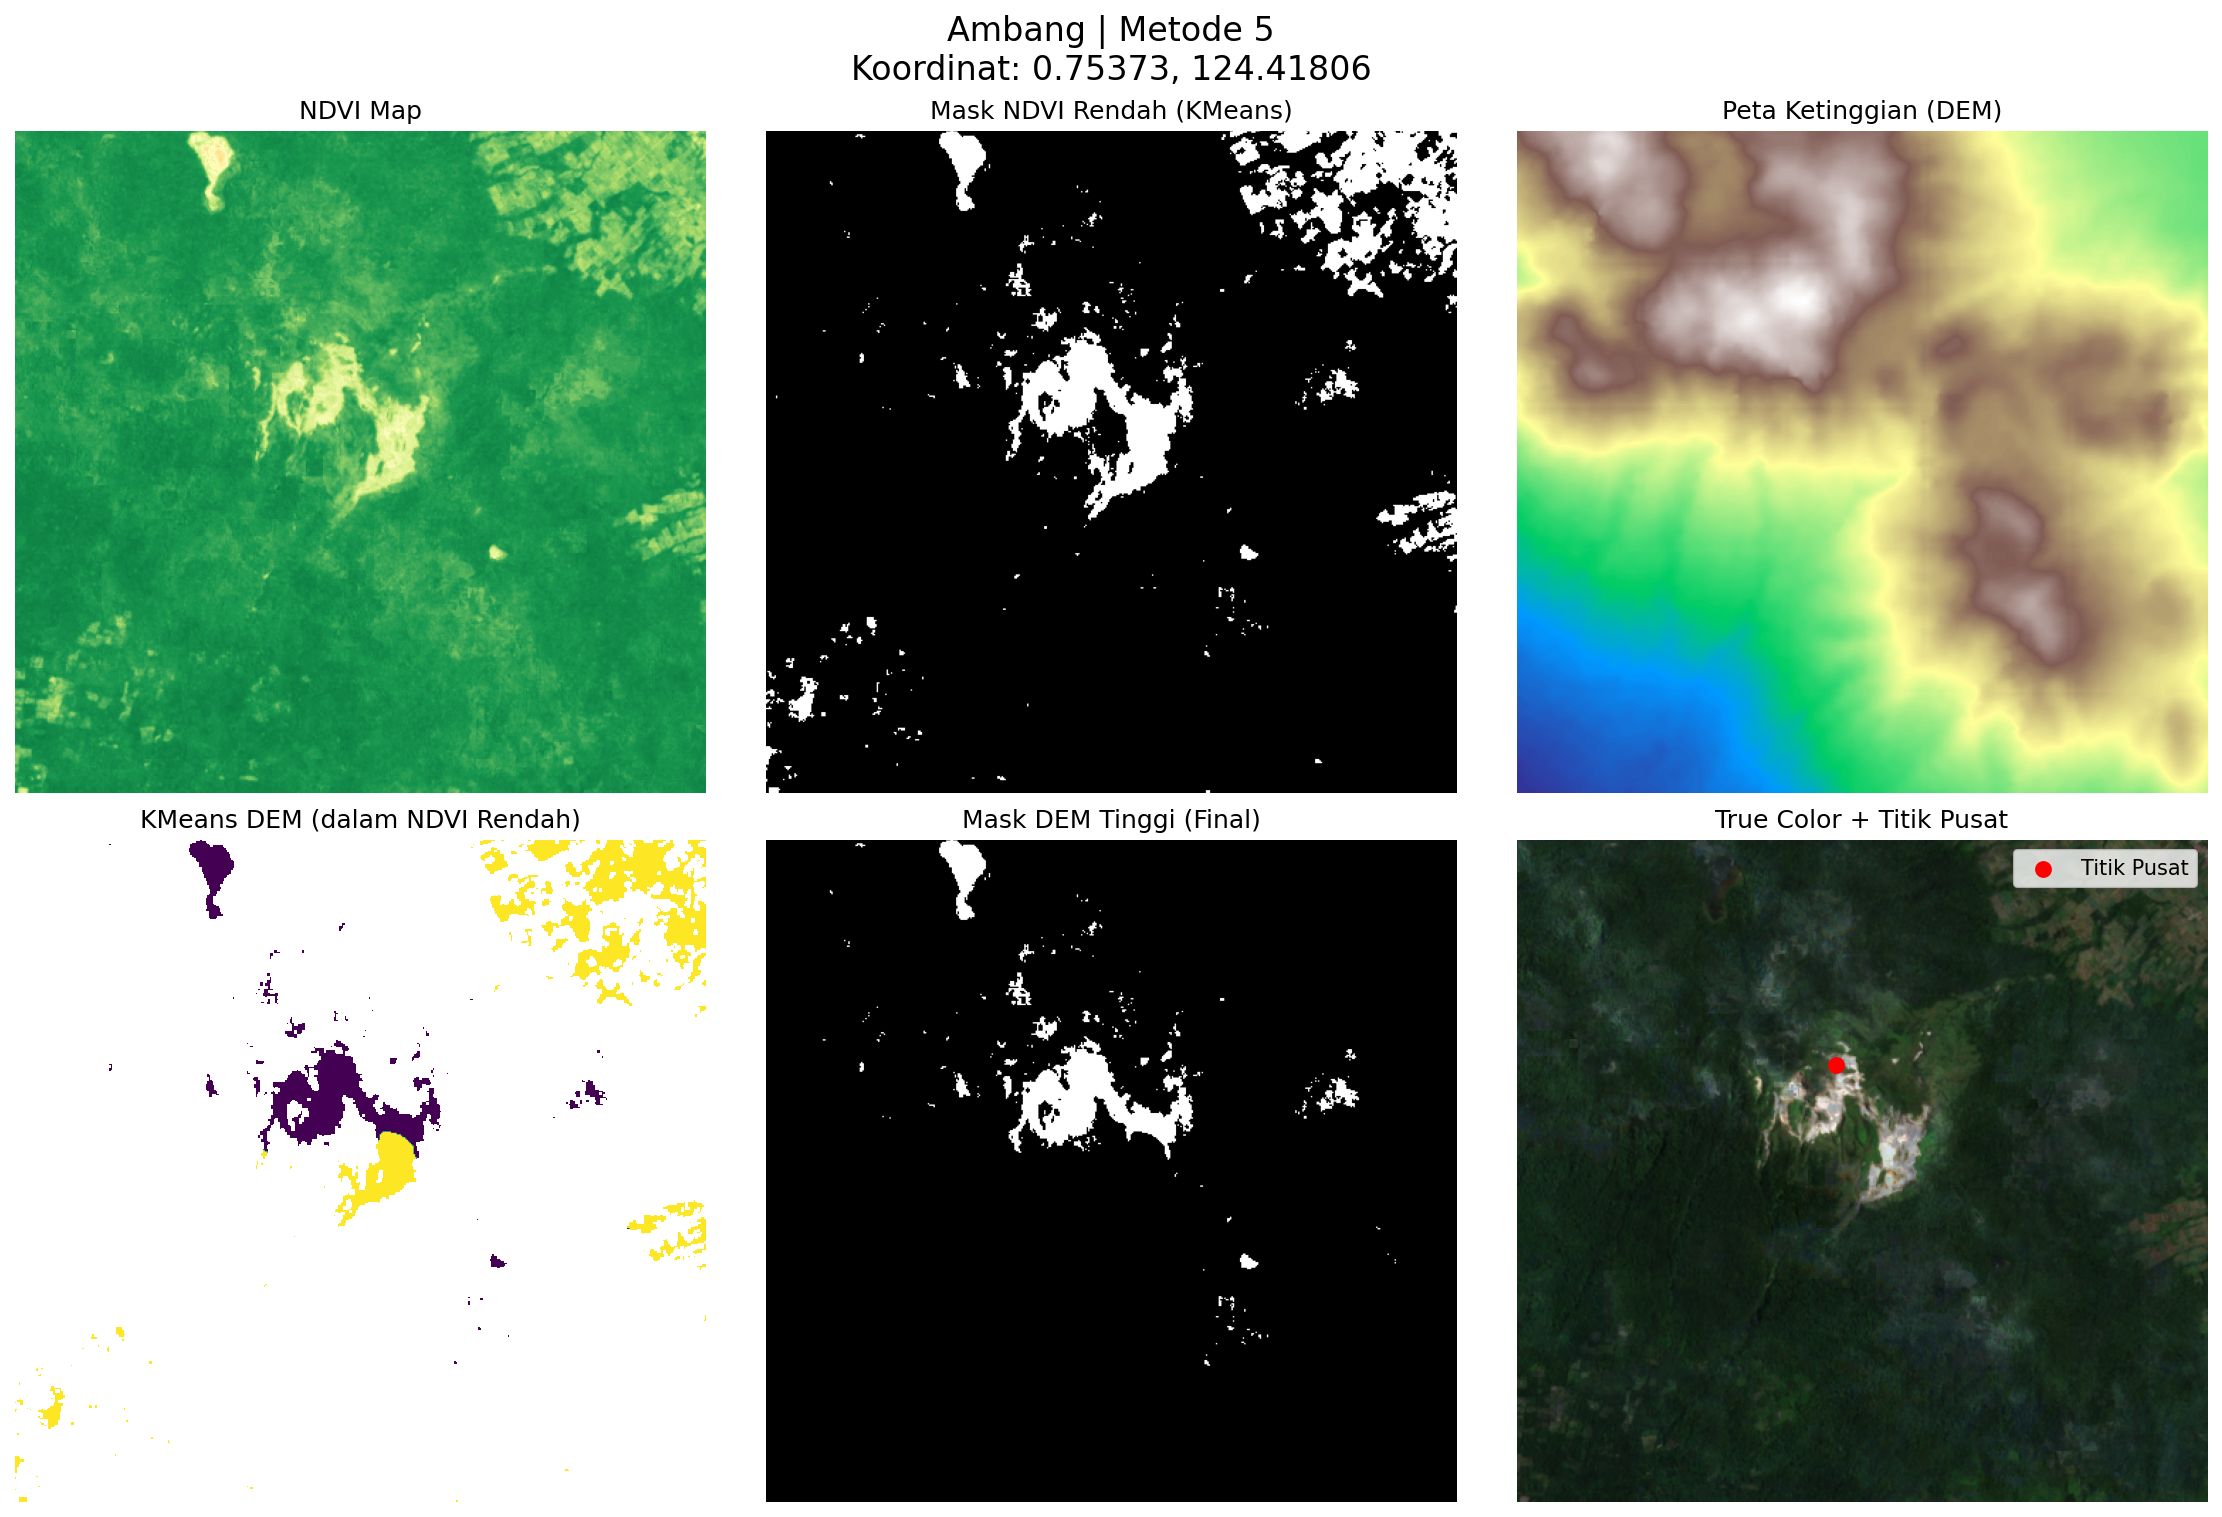 Ambang | Metode 5
Koordinat: 0.75373, 124.41806
NDVI Map
Mask NDVI Rendah (KMeans)
Peta Ketinggian (DEM)
KMeans DEM (dalam NDVI Rendah)
Mask DEM Tinggi (Final)
True Color + Titik Pusat
Titik Pusat